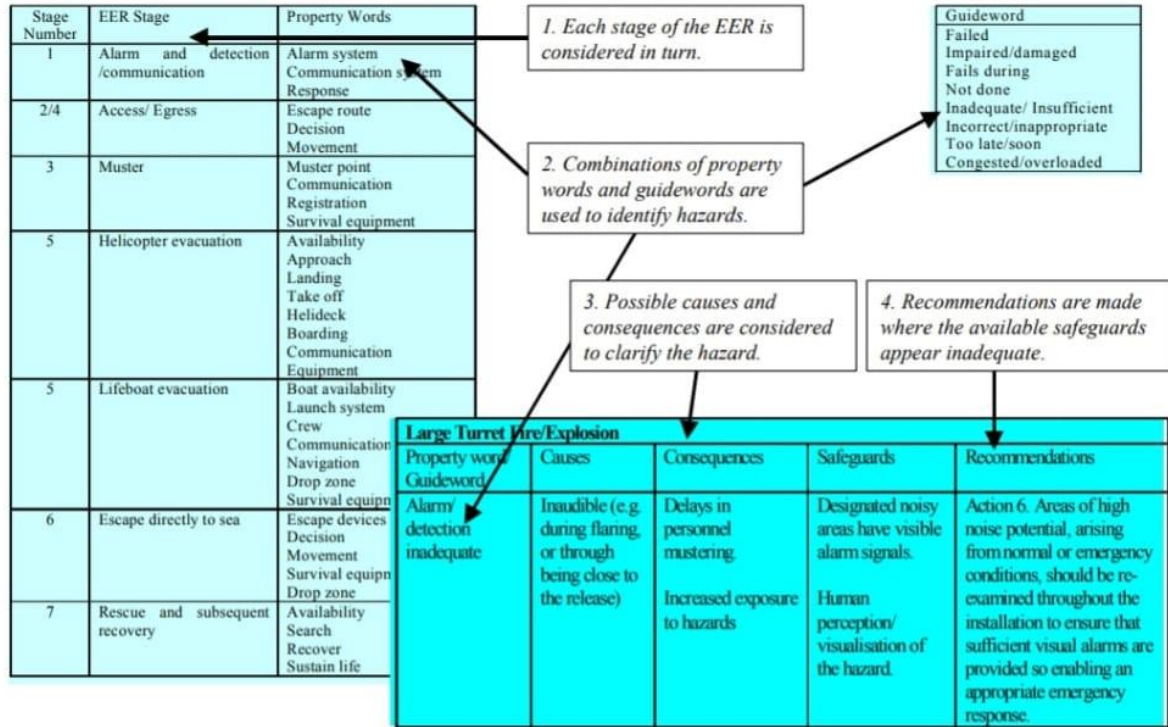 Stage Number
EER Stage
Property Words
1
Alarm and detection
/communication
Alarm system
Communication system
Response
2/4
Access/ Egress
Escape route
Decision
Movement
3
Muster
Muster point
Communication
Registration
Survival equipment
5
Helicopter evacuation
Availability
Approach
Landing
Take off
Helideck
Boarding
Communication
Equipment
5
Lifeboat evacuation
Boat availability
Launch system
Crew
Communication
Navigation
Drop zone
Survival equipn
6
Escape directly to sea
Escape devices
Decision
Movement
Survival equipn
Drop zone
7
Rescue and subsequent
recovery
Availability
Search
Recover
Sustain life
1. Each stage of the EER is
considered in turn.
Guideword
Failed
Impaired/damaged
Fails during
Not done
Inadequate/ Insufficient
Incorrect/inappropriate
Too late/soon
Congested/overloaded
2. Combinations of property
words and guidewords are
used to identify hazards.
3. Possible causes and
consequences are considered
to clarify the hazard.
4. Recommendations are made
where the available safeguards
appear inadequate.
Large Turret Fire/Explosion
Property word/
Guideword
Causes
Consequences
Safeguards
Recommendations
Alarm/
detection
inadequate
Inaudible (e.g.
during flaring,
or through
being close to
the release)
Delays in
personnel
mustering.
Increased exposure
to hazards
Designated noisy
areas have visible
alarm signals.
Human
perception/
visualisation of
the hazard.
Action 6. Areas of high
noise potential, arising
from normal or emergency
conditions, should be re-
examined throughout the
installation to ensure that
sufficient visual alarms are
provided so enabling an
appropriate emergency
response.